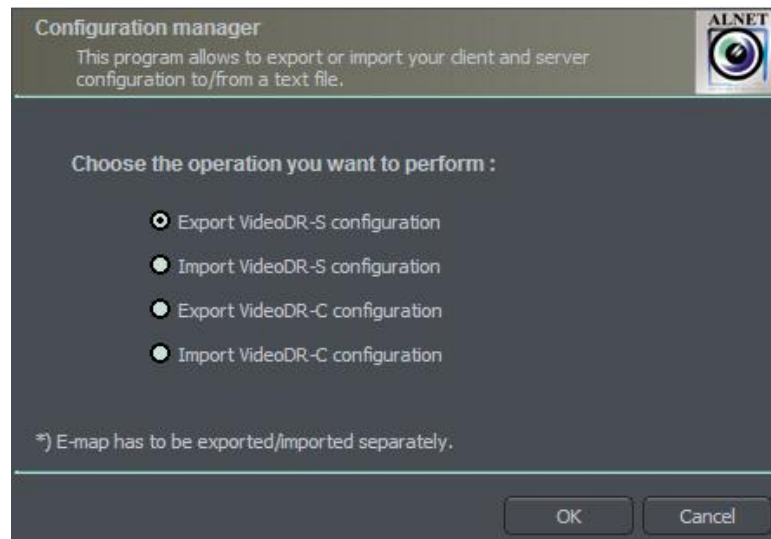 Configuration manager
ALNET
This program allows to export or import your client and server
configuration to/from a text file.
Choose the operation you want to perform :
Export VideoDR-S configuration
Import VideoDR-S configuration
Export VideoDR-C configuration
Import VideoDR-C configuration
*) E-map has to be exported/imported separately.
OK
Cancel